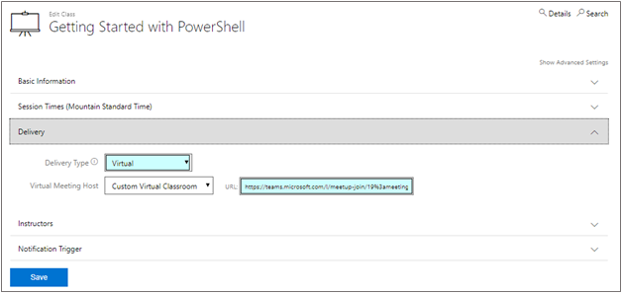 Edit Class
Getting Started with PowerShell
Details Search
Show Advanced Settings
Basic Information
Session Times (Mountain Standard Time)
Delivery
Delivery Type Virtual
Virtual Meeting Host Custom Virtual Classroom URL: https://teams.microsoft.com/l/meetup-join/19%3ameeting
Instructors
Notification Trigger
Save